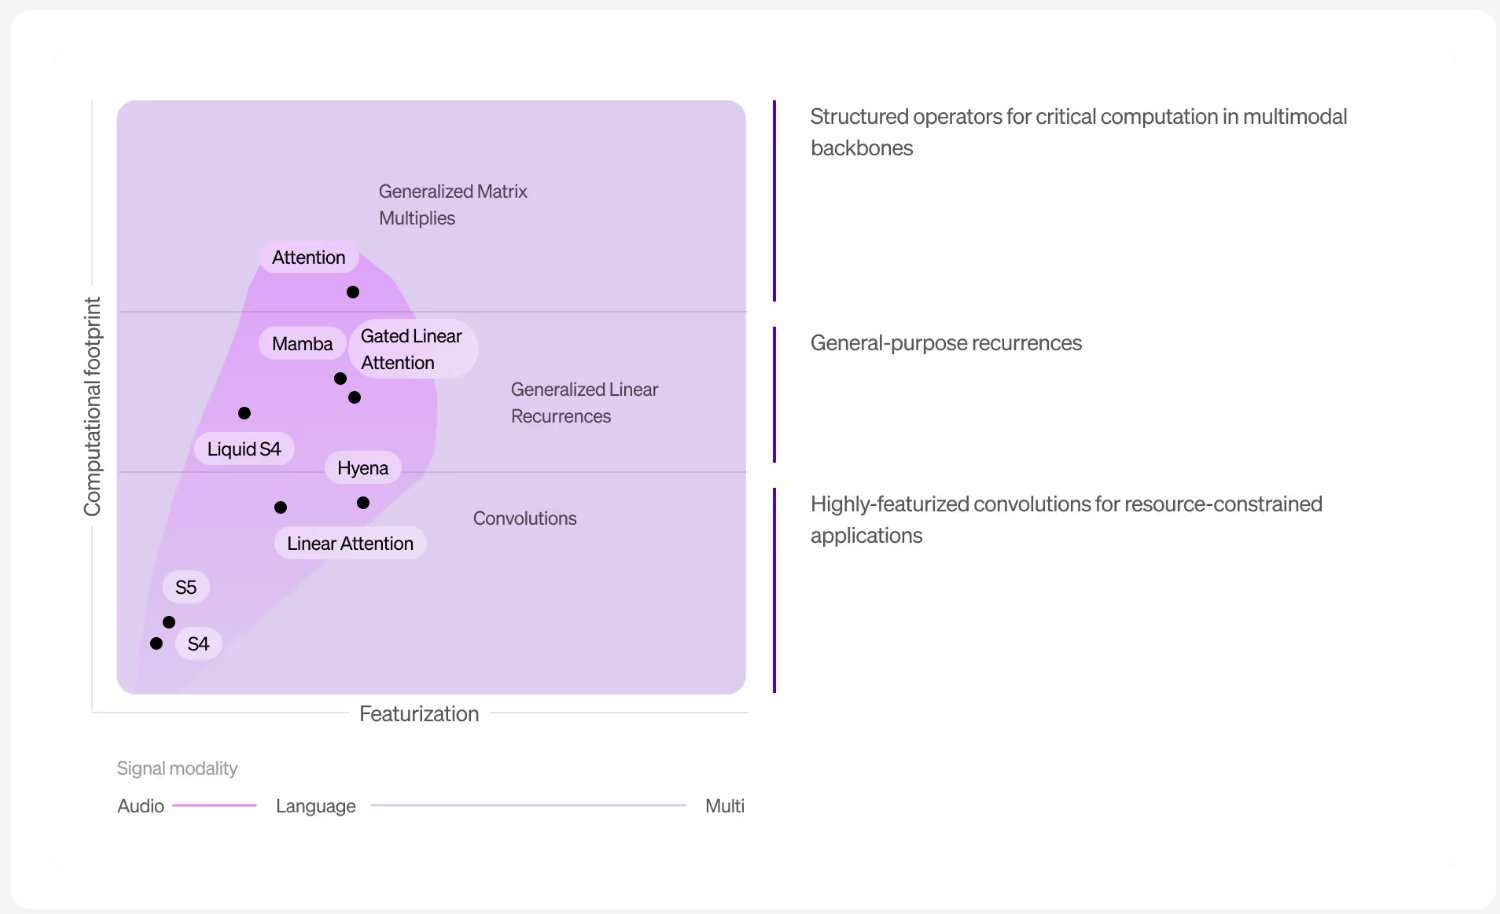 Structured operators for critical computation in multimodal
backbones
Generalized Matrix
Multiplies
Attention
Computational footprint
Mamba
Gated Linear
Attention
General-purpose recurrences
Generalized Linear
Recurrences
Liquid S4
Hyena
Convolutions
Highly-featurized convolutions for resource-constrained
applications
Linear Attention
S5
S4
Featurization
Signal modality
Audio
Language
Multi